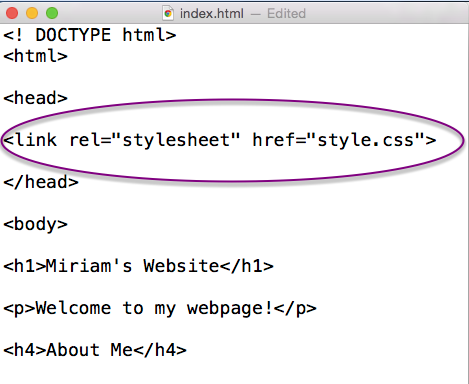 index.html — Edited
<! DOCTYPE html>
<html>
<head>
<link rel="stylesheet" href="style.css">
</head>
<body>
<h1>Miriam's Website</h1>
<p>Welcome to my webpage!</p>
<h4>About Me</h4>